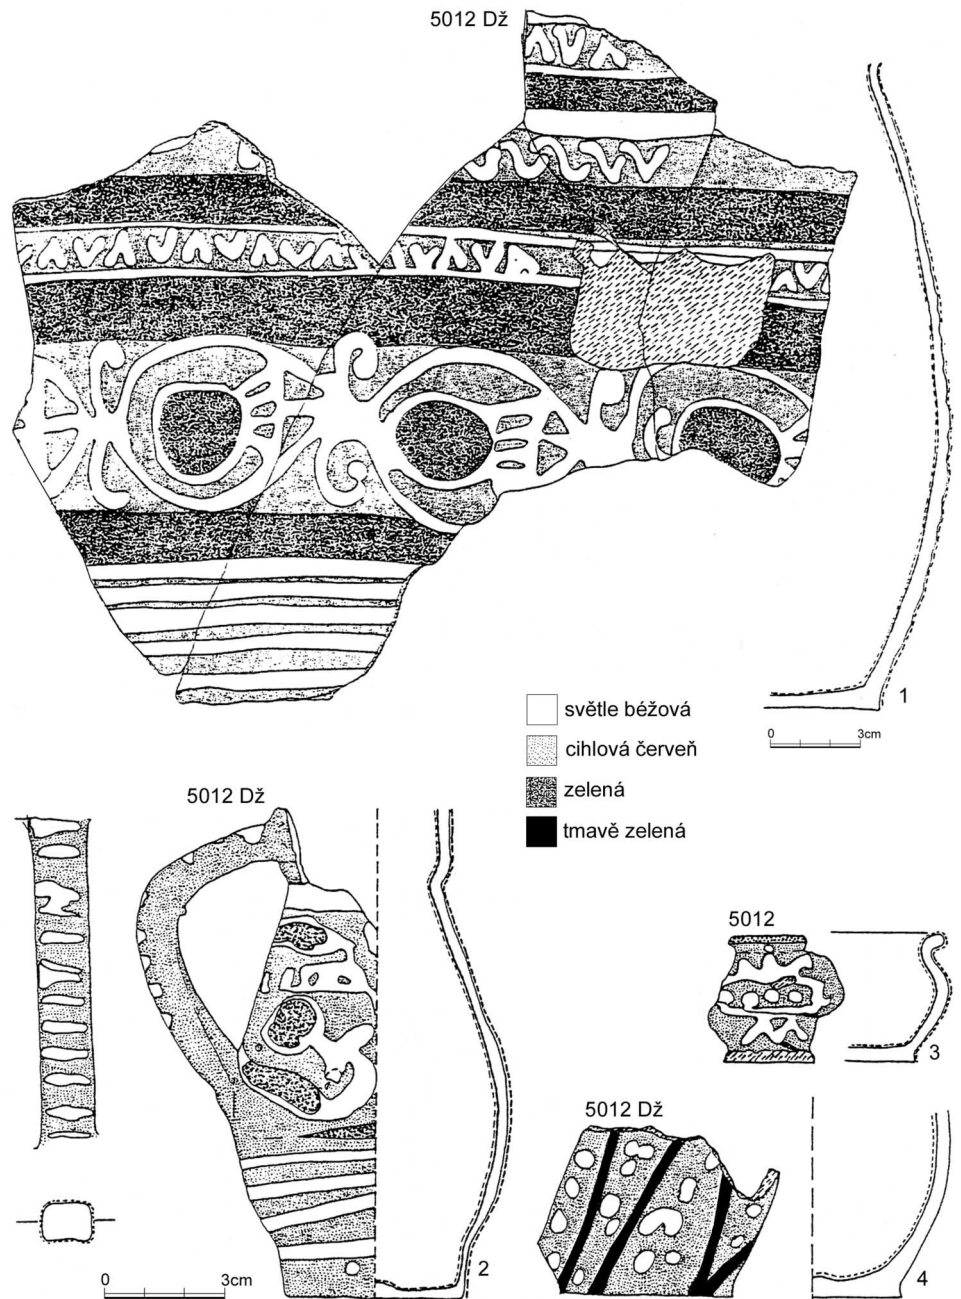 5012 Dž
1
0 3cm
světle béžová
cihlová červeň
zelená
tmavě zelená
5012 Dž
2
0 3cm
5012
3
5012 Dž
4